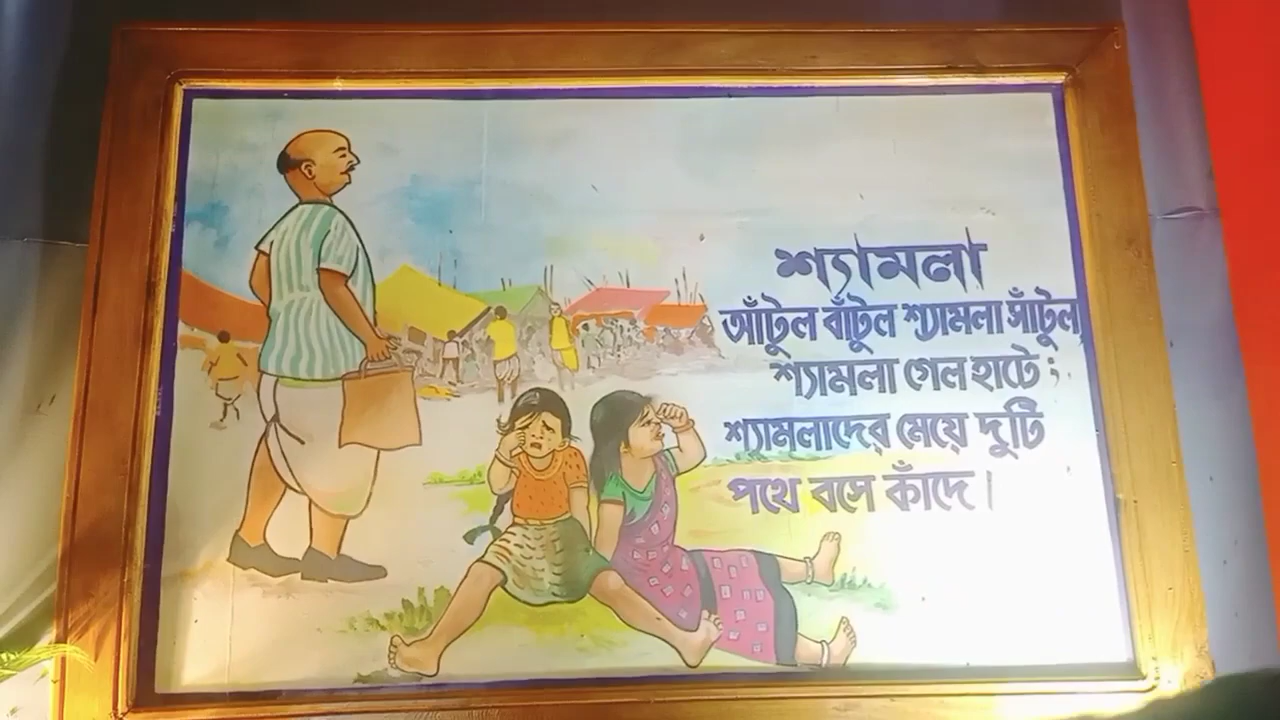 শ্যামলা
আঁটুল বাঁটুল শ্যামলা সাঁটুল,
শ্যামলা গেল হাটে ;
শ্যামলাদের মেয়ে দুটি
পথে বসে কাঁদে।